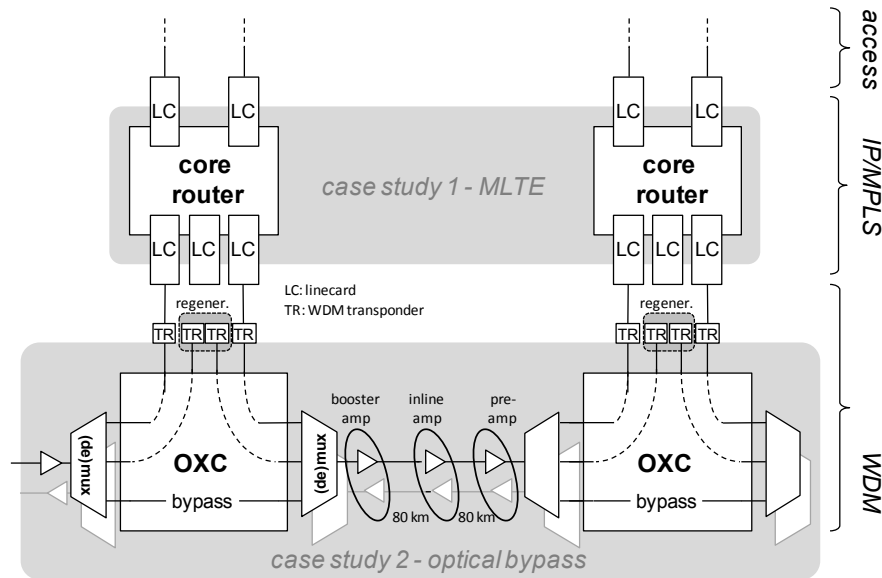 access
LC LC LC LC
IP/MPLS
core
router
case study 1 - MLTE
core
router
LC LC LC LC LC LC
LC: linecard
TR: WDM transponder
regener.
regener.
TR TR TR TR TR TR TR TR
WDM
booster
amp
inline
amp
pre-
amp
(de)mux
OXC
bypass
(de)mux
80 km
80 km
OXC
bypass
case study 2 - optical bypass